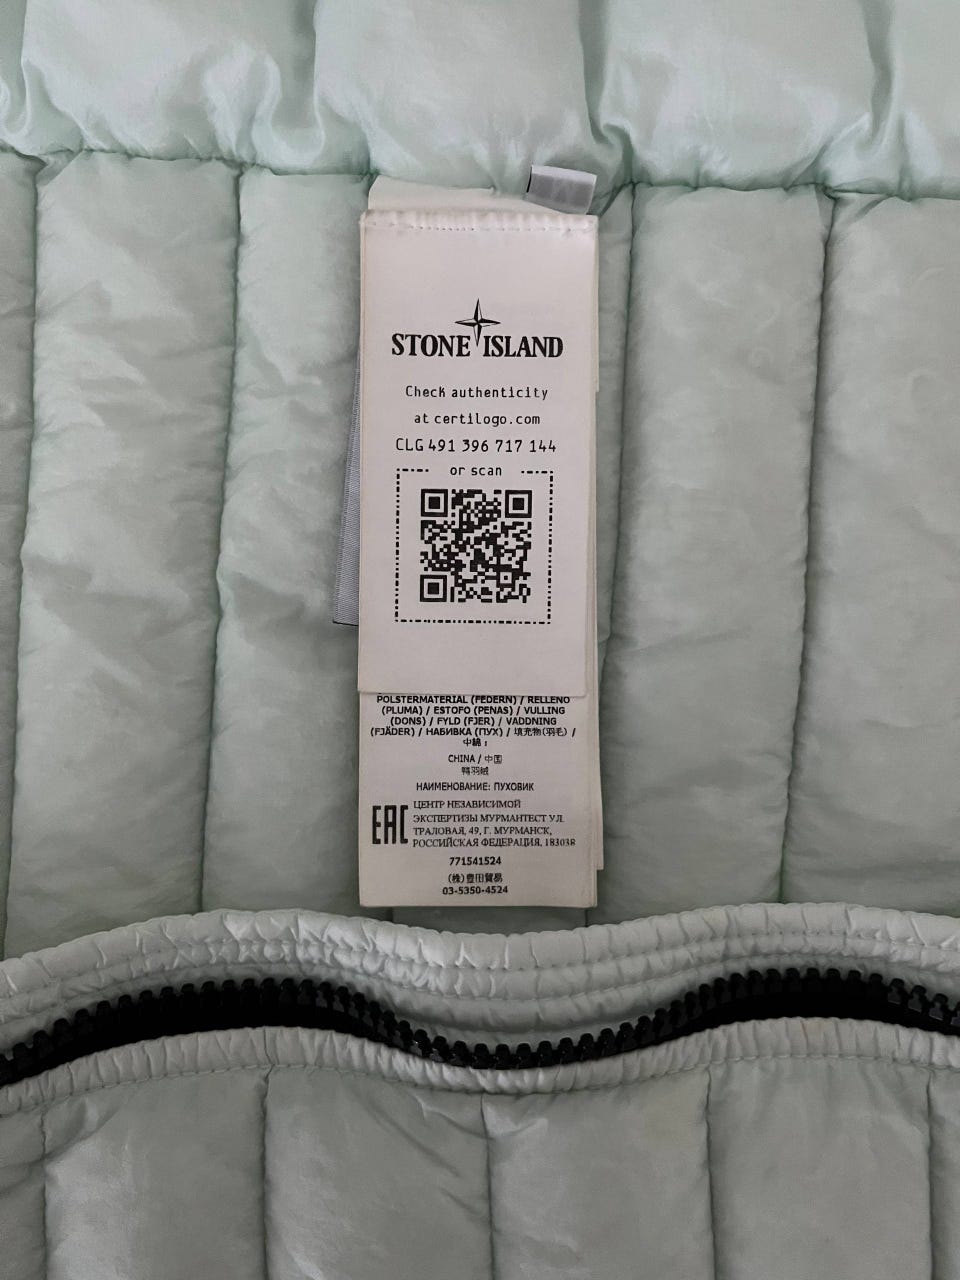 STONE ISLAND
Check authenticity
at certilogo.com
CLG 491 396 717 144
or scan
POLSTERMATERIAL (FEDERN) / RELLENO
(PLUMA) / ESTOFO (PENAS) / VULLING
(DONS) / FYLD (FJER) / VADDNING
(FJÄDER) / НАБИВКА (ПУХ) / 填充物(羽毛) /
中綿 :
CHINA / 中国
鸭羽绒
НАИМЕНОВАНИЕ: ПУХОВИК
EAC
ЦЕНТР НЕЗАВИСИМОЙ
ЭКСПЕРТИЗЫ МУРМАНТЕСТ УЛ.
ТРАЛОВАЯ, 49, Г. МУРМАНСК,
РОССИЙСКАЯ ФЕДЕРАЦИЯ, 183038
771541524
(株)豊田貿易
03-5350-4524